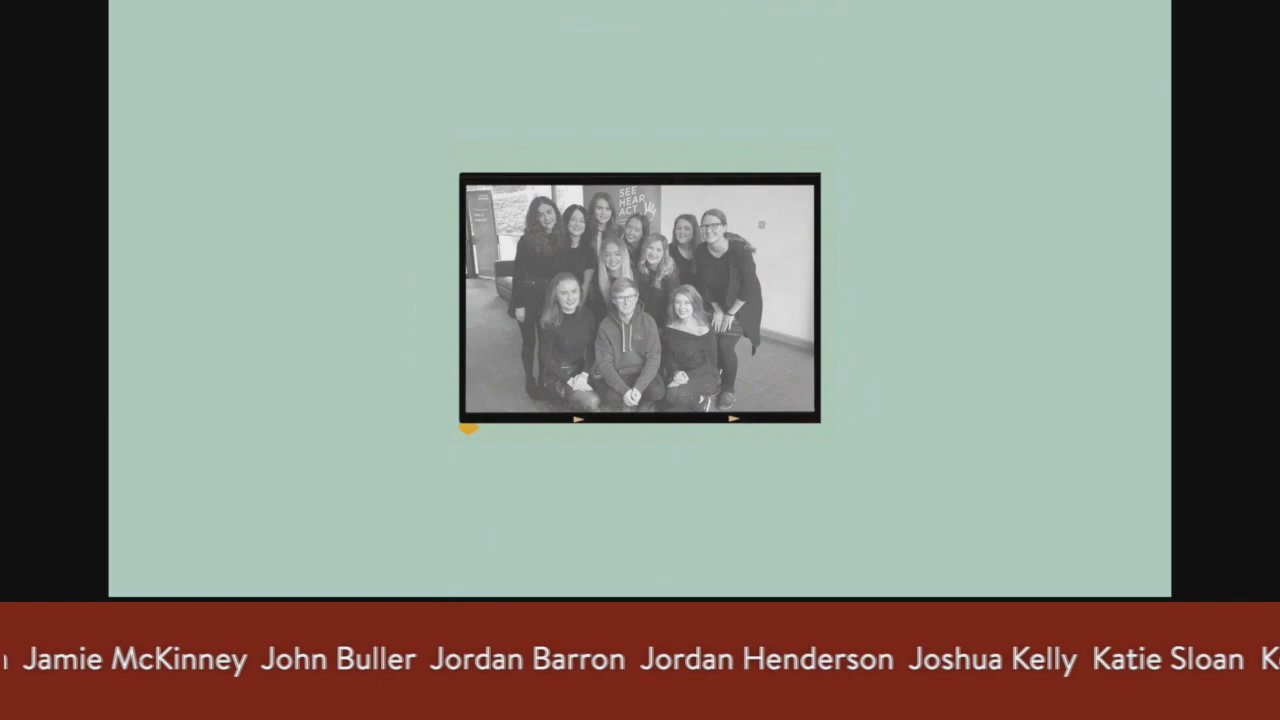 SEE
HEAR
ACT
Jamie McKinney John Buller Jordan Barron Jordan Henderson Joshua Kelly Katie Sloan